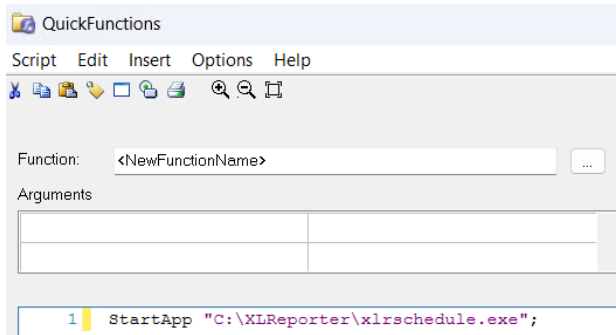 QuickFunctions
Script Edit Insert Options Help
Function: <NewFunctionName> ...
Arguments
1 StartApp "C:\XLReporter\xlrschedule.exe";